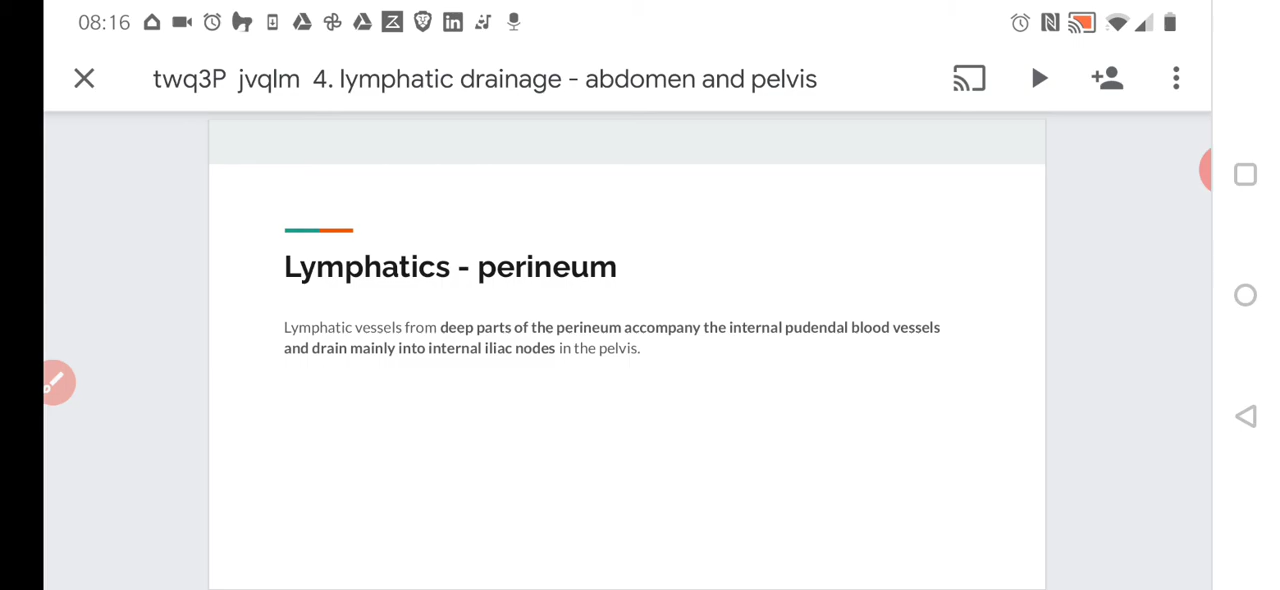 08:16
twq3P jvqlm 4. lymphatic drainage - abdomen and pelvis
Lymphatics - perineum
Lymphatic vessels from deep parts of the perineum accompany the internal pudendal blood vessels
and drain mainly into internal iliac nodes in the pelvis.